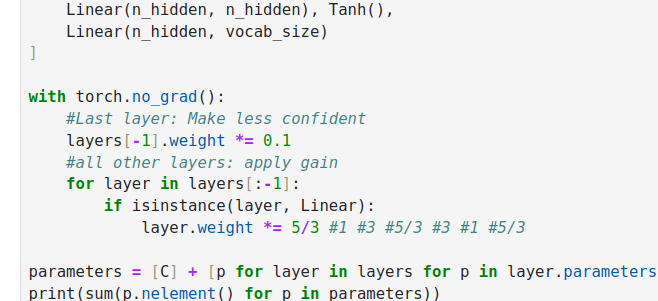 Linear(n_hidden, n_hidden), Tanh(),
Linear(n_hidden, vocab_size)
]
with torch.no_grad():
#Last layer: Make less confident
layers[-1].weight *= 0.1
#all other layers: apply gain
for layer in layers[:-1]:
if isinstance(layer, Linear):
layer.weight *= 5/3 #1 #3 #5/3 #3 #1 #5/3
parameters = [C] + [p for layer in layers for p in layer.parameters
print(sum(p.nelement() for p in parameters))